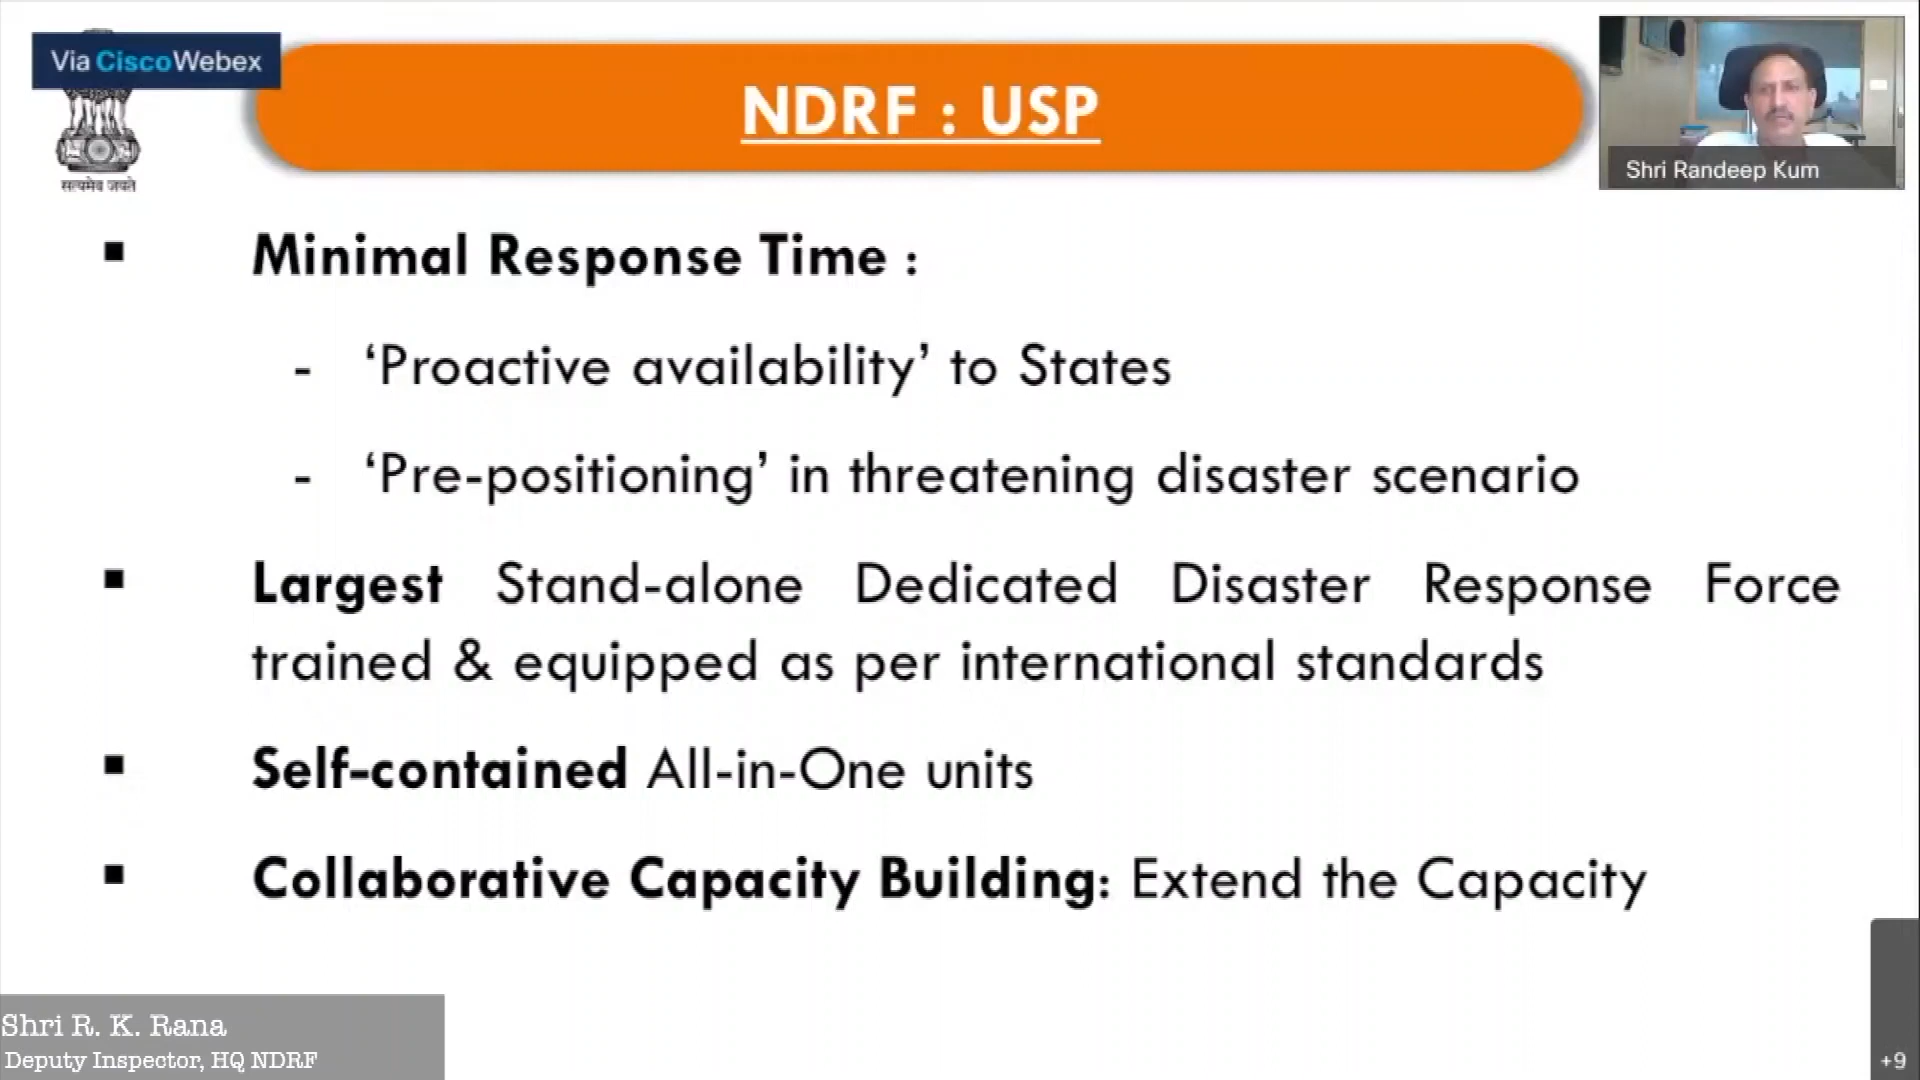 Via CiscoWebex
सत्यमेव जयते
NDRF : USP
Shri Randeep Kum
▪ Minimal Response Time :
- ‘Proactive availability’ to States
- ‘Pre-positioning’ in threatening disaster scenario
▪ Largest Stand-alone Dedicated Disaster Response Force
trained & equipped as per international standards
▪ Self-contained All-in-One units
▪ Collaborative Capacity Building: Extend the Capacity
Shri R. K. Rana
Deputy Inspector, HQ NDRF
+9